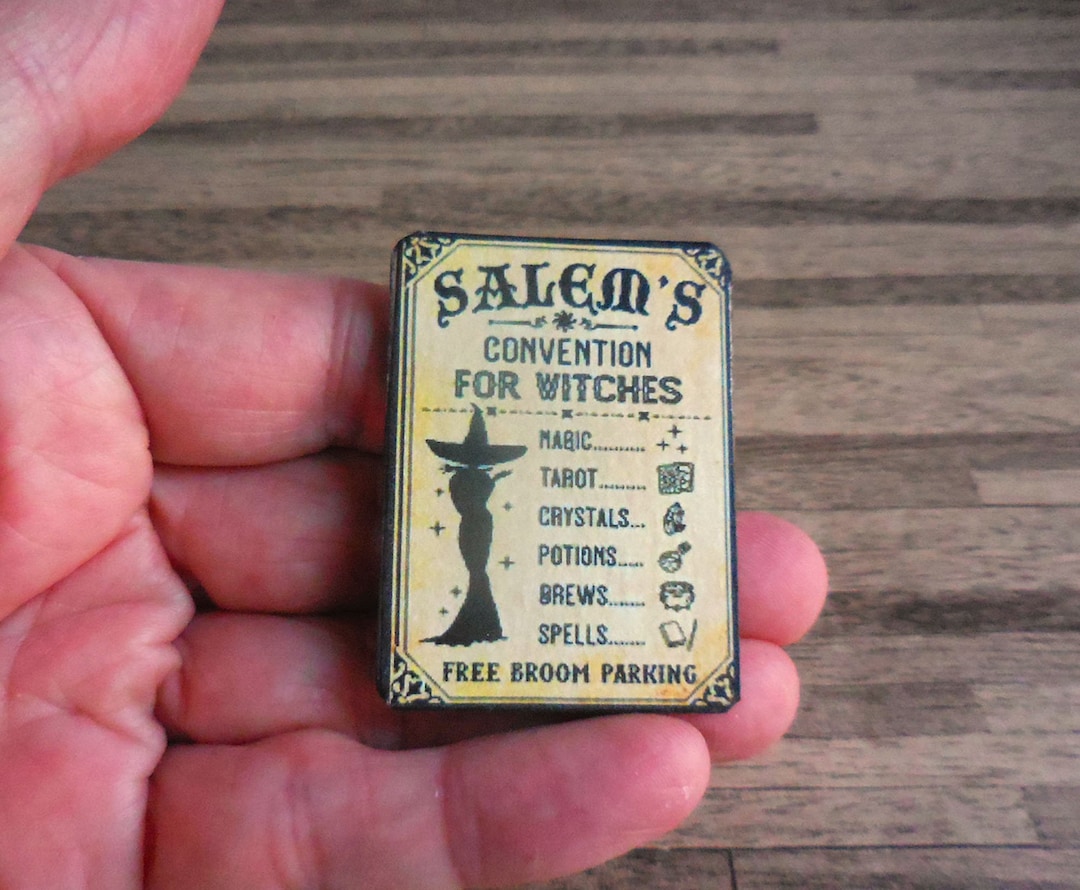 SALEM'S
CONVENTION
FOR WITCHES
MAGIC..........
TAROT.........
CRYSTALS...
POTIONS.....
BREWS.......
SPELLS.......
FREE BROOM PARKING